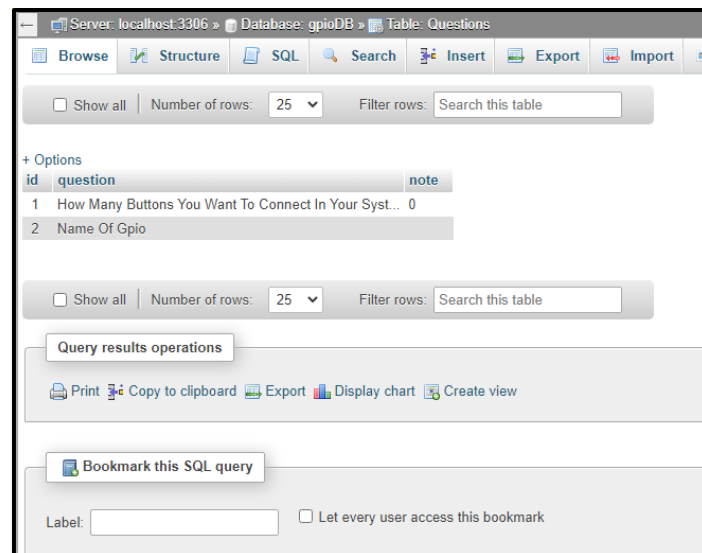 ← Server: localhost:3306 » Database: gpioDB » Table: Questions
Browse Structure SQL Search Insert Export Import
Show all Number of rows: 25 Filter rows: Search this table
+ Options
id question note
1 How Many Buttons You Want To Connect In Your Syst... 0
2 Name Of Gpio
Show all Number of rows: 25 Filter rows: Search this table
Query results operations
Print Copy to clipboard Export Display chart Create view
Bookmark this SQL query
Label: Let every user access this bookmark